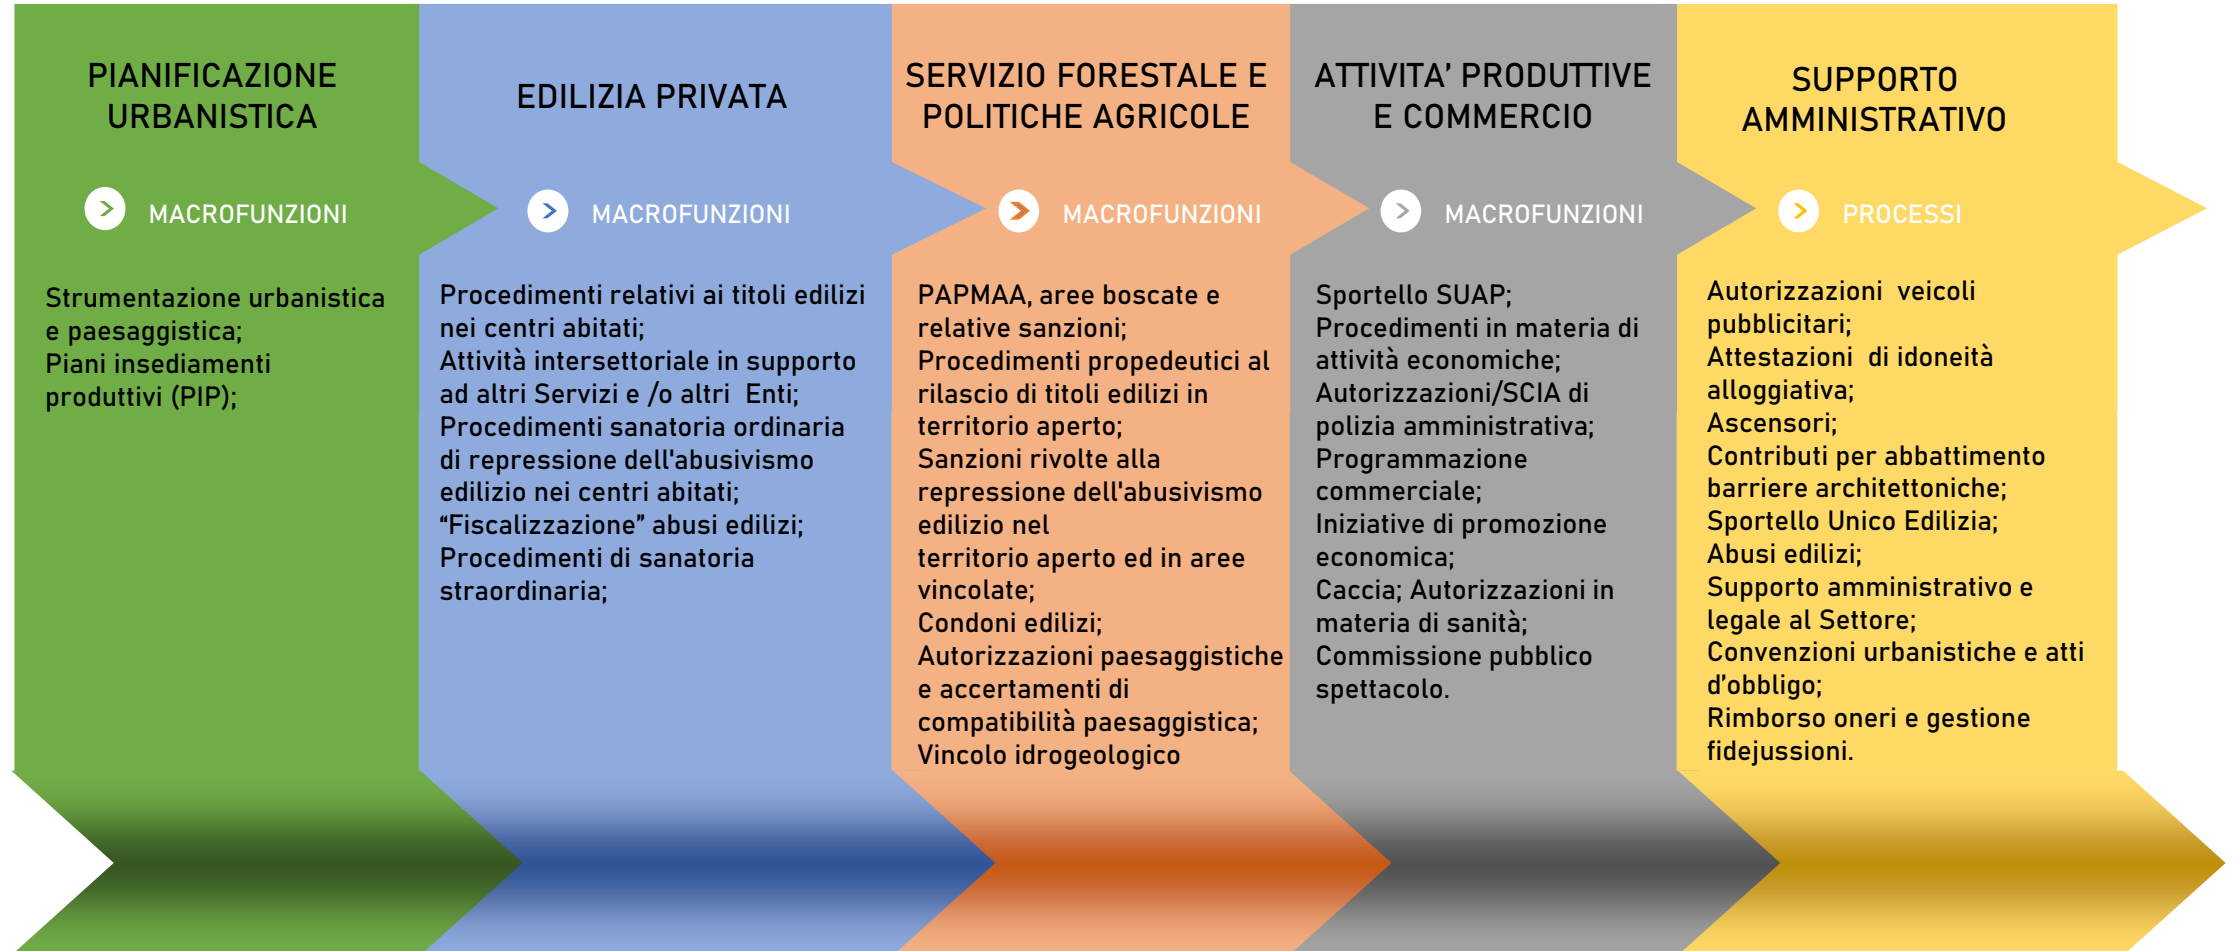 PIANIFICAZIONE
URBANISTICA
MACROFUNZIONI
Strumentazione urbanistica
e paesaggistica;
Piani insediamenti
produttivi (PIP);
EDILIZIA PRIVATA
MACROFUNZIONI
Procedimenti relativi ai titoli edilizi
nei centri abitati;
Attività intersettoriale in supporto
ad altri Servizi e /o altri  Enti;
Procedimenti sanatoria ordinaria
di repressione dell'abusivismo
edilizio nei centri abitati;
“Fiscalizzazione” abusi edilizi;
Procedimenti di sanatoria
straordinaria;
SERVIZIO FORESTALE E
POLITICHE AGRICOLE
MACROFUNZIONI
PAPMAA, aree boscate e
relative sanzioni;
Procedimenti propedeutici al
rilascio di titoli edilizi in
territorio aperto;
Sanzioni rivolte alla
repressione dell'abusivismo
edilizio nel
territorio aperto ed in aree
vincolate;
Condoni edilizi;
Autorizzazioni paesaggistiche
e accertamenti di
compatibilità paesaggistica;
Vincolo idrogeologico
ATTIVITA’ PRODUTTIVE
E COMMERCIO
MACROFUNZIONI
Sportello SUAP;
Procedimenti in materia di
attività economiche;
Autorizzazioni/SCIA di
polizia amministrativa;
Programmazione
commerciale;
Iniziative di promozione
economica;
Caccia; Autorizzazioni in
materia di sanità;
Commissione pubblico
spettacolo.
SUPPORTO
AMMINISTRATIVO
PROCESSI
Autorizzazioni  veicoli
pubblicitari;
Attestazioni  di idoneità
alloggiativa;
Ascensori;
Contributi per abbattimento
barriere architettoniche;
Sportello Unico Edilizia;
Abusi edilizi;
Supporto amministrativo e
legale al Settore;
Convenzioni urbanistiche e atti
d’obbligo;
Rimborso oneri e gestione
fidejussioni.